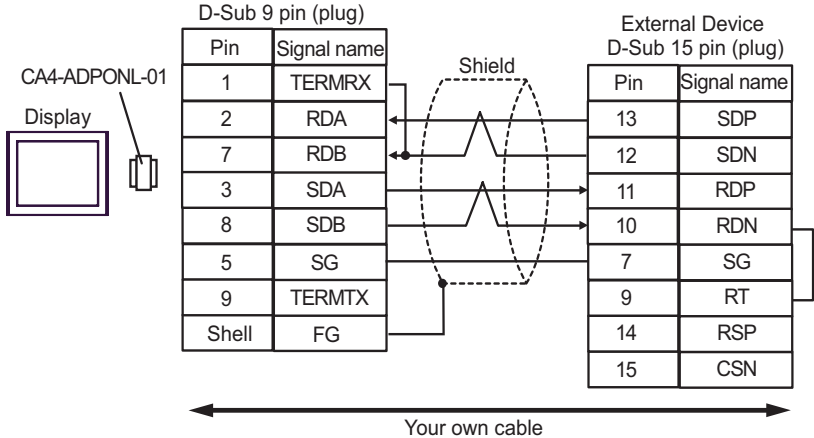 D-Sub 9 pin (plug)
External Device
D-Sub 15 pin (plug)
CA4-ADPONL-01
Display
Shield
Pin Signal name
1 TERMRX
2 RDA
7 RDB
3 SDA
8 SDB
5 SG
9 TERMTX
Shell FG
Pin Signal name
13 SDP
12 SDN
11 RDP
10 RDN
7 SG
9 RT
14 RSP
15 CSN
Your own cable